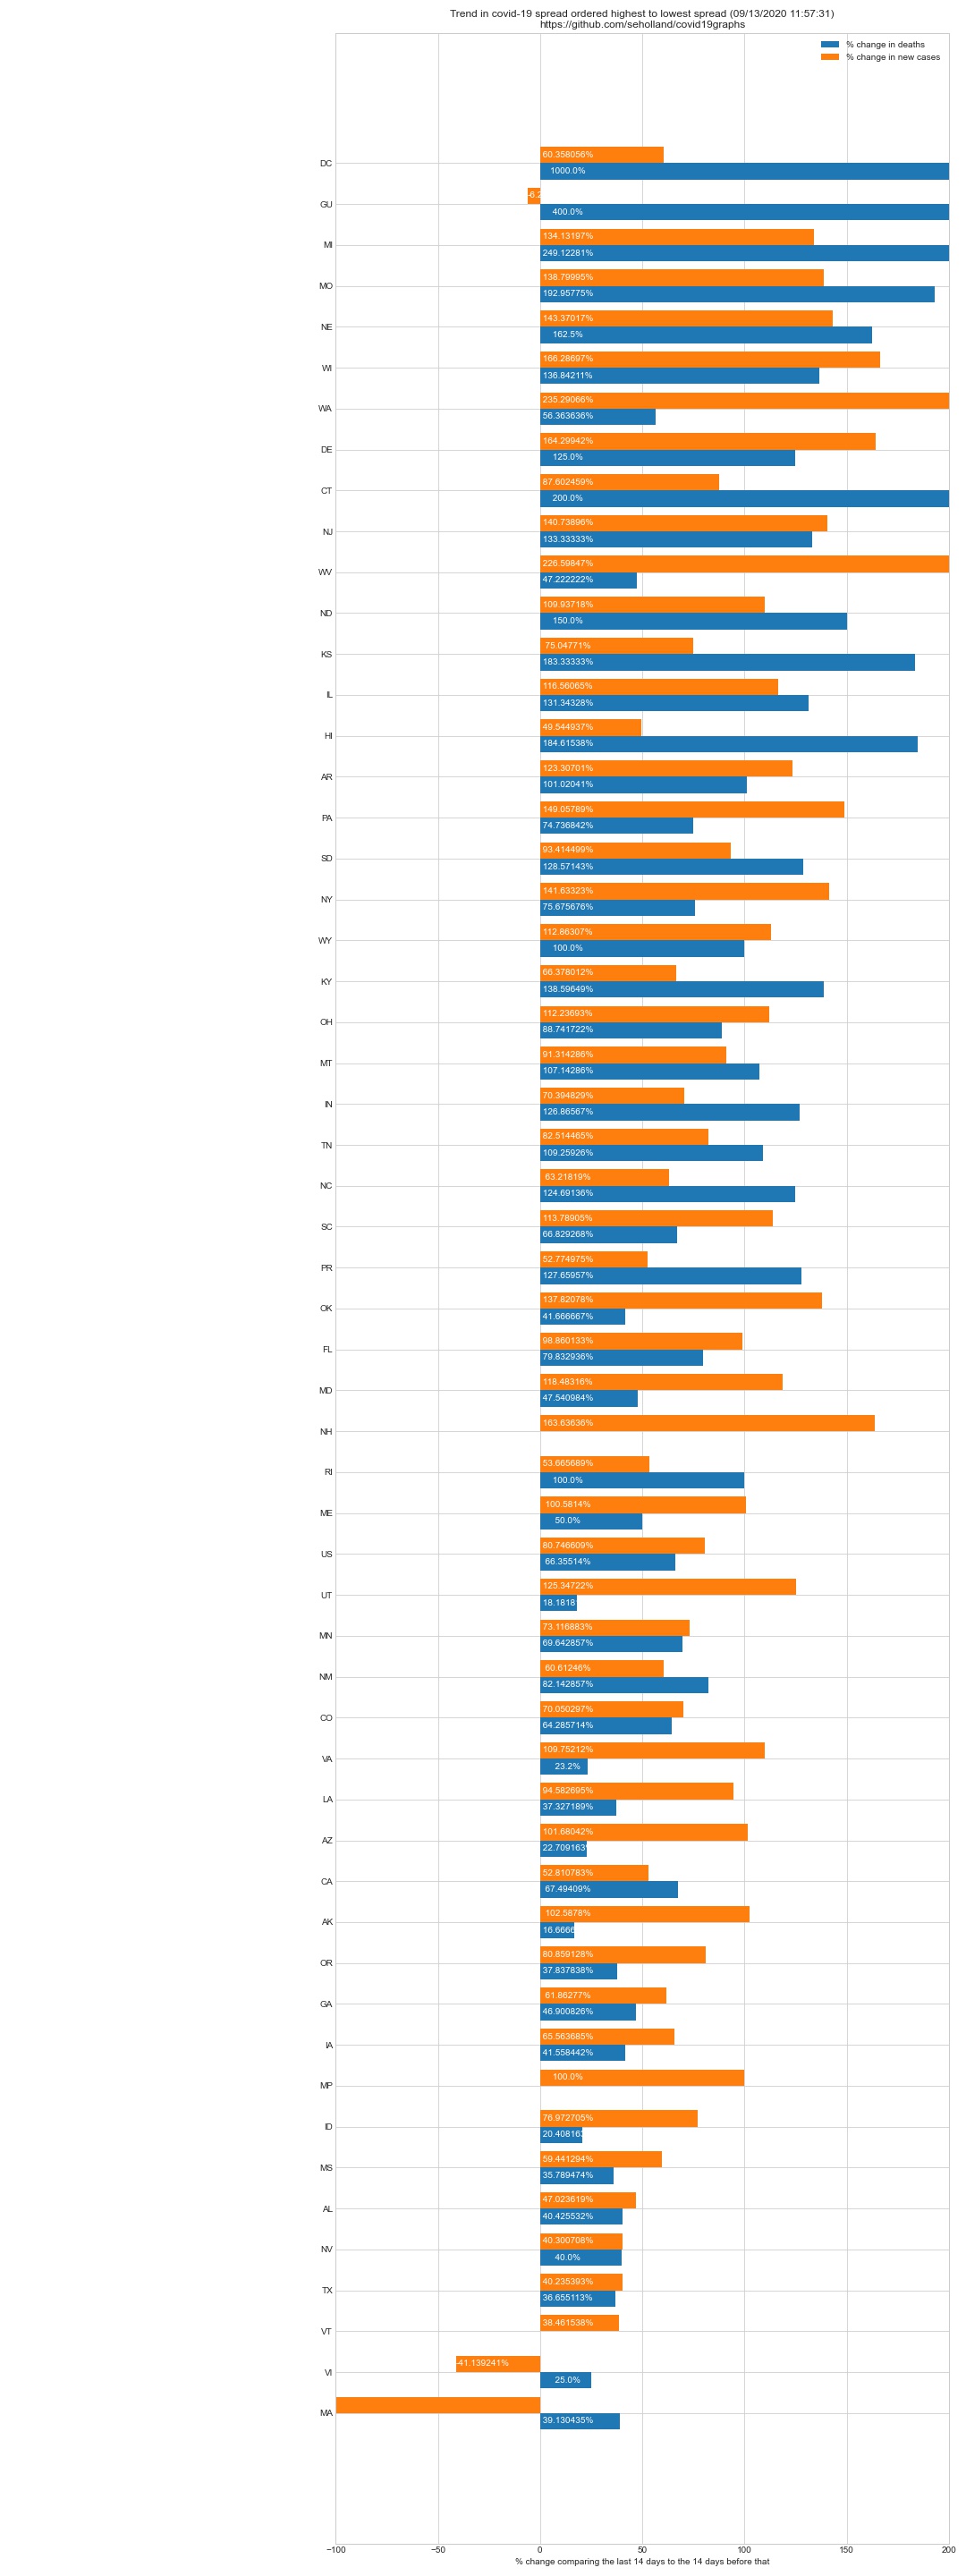 Trend in covid-19 spread ordered highest to lowest spread (09/13/2020 11:57:31)
https://github.com/seholland/covid19graphs
% change in deaths
% change in new cases
60.358056%
DC
1000.0%
GU
400.0%
134.13197%
MI
249.12281%
138.79995%
MO
192.95775%
143.37017%
NE
162.5%
166.28697%
WI
136.84211%
235.29066%
WA
56.363636%
164.29942%
DE
125.0%
87.602459%
CT
200.0%
140.73896%
NJ
133.33333%
226.59847%
WV
47.222222%
109.93718%
ND
150.0%
75.04771%
KS
183.33333%
116.56065%
IL
131.34328%
49.544937%
HI
184.61538%
123.30701%
AR
101.02041%
149.05789%
PA
74.736842%
93.414499%
SD
128.57143%
141.63323%
NY
75.675676%
112.86307%
WY
100.0%
66.378012%
KY
138.59649%
112.23693%
OH
88.741722%
91.314286%
MT
107.14286%
70.394829%
IN
126.86567%
82.514465%
TN
109.25926%
63.21819%
NC
124.69136%
113.78905%
SC
66.829268%
52.774975%
PR
127.65957%
137.82078%
OK
41.666667%
98.860133%
FL
79.832936%
118.48316%
MD
47.540984%
163.63636%
NH
53.665689%
RI
100.0%
100.5814%
ME
50.0%
80.746609%
US
66.35514%
125.34722%
UT
18.1818
73.116883%
MN
69.642857%
60.61246%
NM
82.142857%
70.050297%
CO
64.285714%
109.75212%
VA
23.2%
94.582695%
LA
37.327189%
101.68042%
AZ
22.709163
52.810783%
CA
67.49409%
102.5878%
AK
16.6666
80.859128%
OR
37.837838%
61.86277%
GA
46.900826%
65.563685%
IA
41.558442%
100.0%
MP
76.972705%
ID
20.40816
59.441294%
MS
35.789474%
47.023619%
AL
40.425532%
40.300708%
NV
40.0%
40.235393%
TX
36.655113%
38.461538%
VT
-41.139241%
VI
25.0%
MA
39.130435%
−100 −50 0 50 100 150 200
% change comparing the last 14 days to the 14 days before that